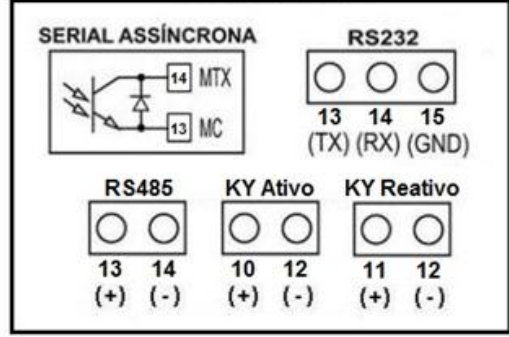 SERIAL ASSÍNCRONA
14 MTX
13 MC
RS232
13 14 15
(TX) (RX) (GND)
RS485
13 14
(+) (-)
KY Ativo
10 12
(+) (-)
KY Reativo
11 12
(+) (-)